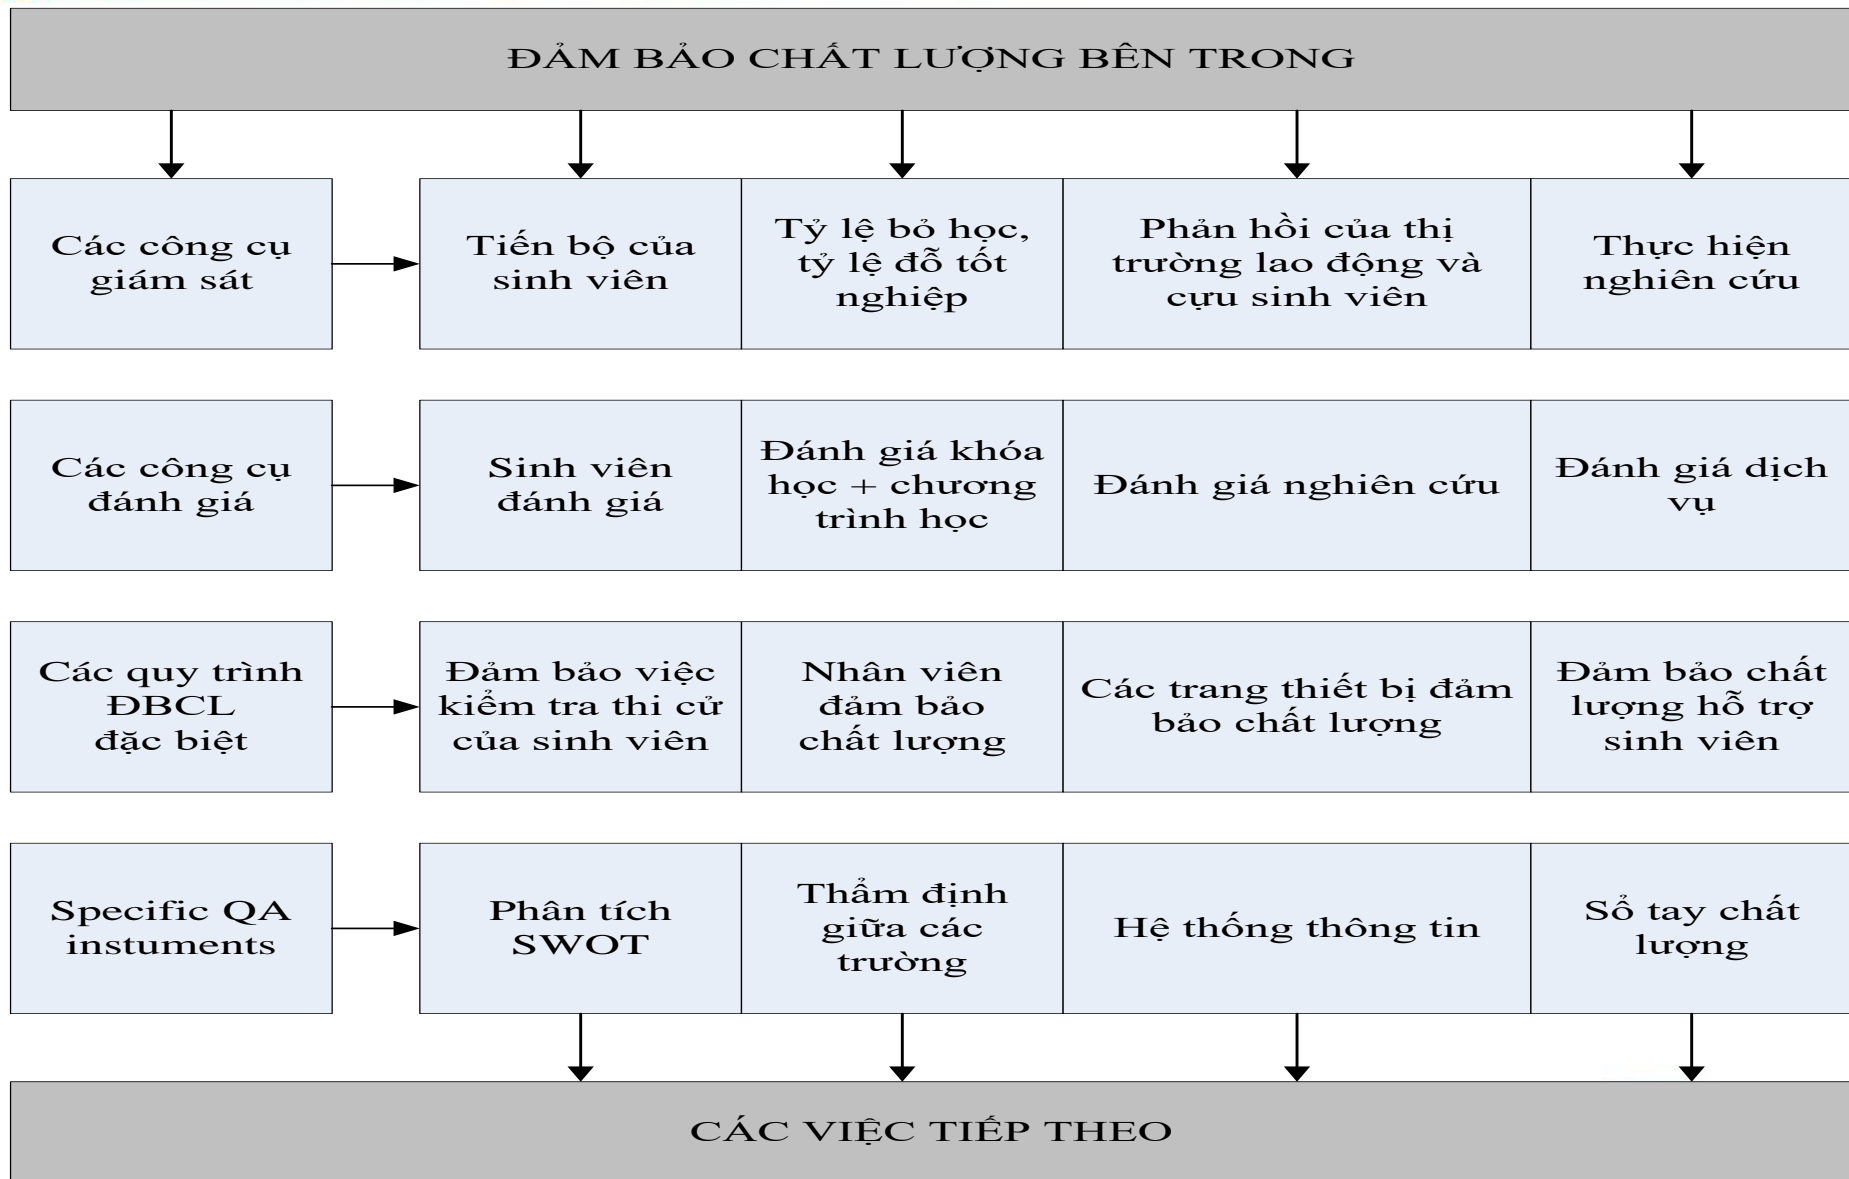 ĐẢM BẢO CHẤT LƯỢNG BÊN TRONG
Các công cụ
giám sát
Tiến bộ của
sinh viên
Tỷ lệ bỏ học,
tỷ lệ đỗ tốt
nghiệp
Phản hồi của thị
trường lao động và
cựu sinh viên
Thực hiện
nghiên cứu
Các công cụ
đánh giá
Sinh viên
đánh giá
Đánh giá khóa
học + chương
trình học
Đánh giá nghiên cứu
Đánh giá dịch
vụ
Các quy trình
ĐBCL
đặc biệt
Đảm bảo việc
kiểm tra thi cử
của sinh viên
Nhân viên
đảm bảo
chất lượng
Các trang thiết bị đảm
bảo chất lượng
Đảm bảo chất
lượng hỗ trợ
sinh viên
Specific QA
instuments
Phân tích
SWOT
Thẩm định
giữa các
trường
Hệ thống thông tin
Sổ tay chất
lượng
CÁC VIỆC TIẾP THEO